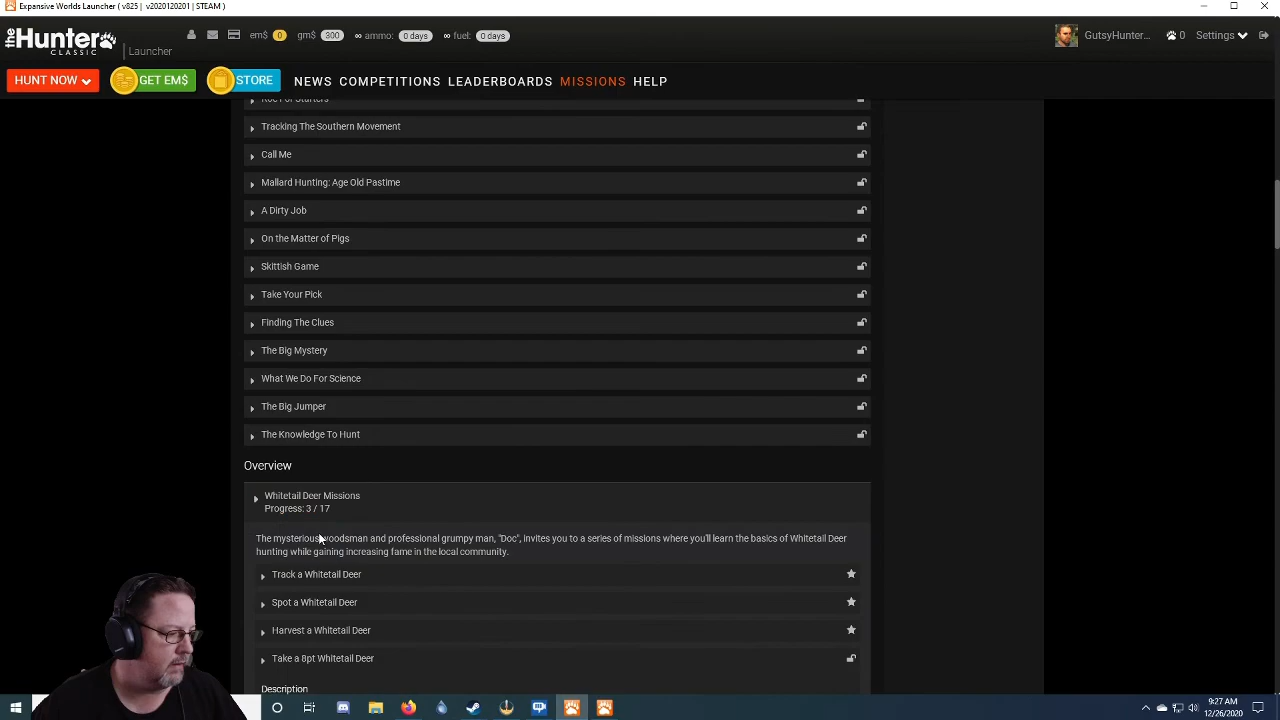 Expansive Worlds Launcher ( v825 | v2020120201 | STEAM )
theHunter CLASSIC | Launcher
em$ 0 gm$ 300 ∞ ammo: 0 days ∞ fuel: 0 days
GutsyHunter... 0 Settings
HUNT NOW GET EM$ STORE NEWS COMPETITIONS LEADERBOARDS MISSIONS HELP
Roe For Starters
Tracking The Southern Movement
Call Me
Mallard Hunting: Age Old Pastime
A Dirty Job
On the Matter of Pigs
Skittish Game
Take Your Pick
Finding The Clues
The Big Mystery
What We Do For Science
The Big Jumper
The Knowledge To Hunt
Overview
Whitetail Deer Missions
Progress: 3 / 17
The mysterious woodsman and professional grumpy man, "Doc", invites you to a series of missions where you'll learn the basics of Whitetail Deer
hunting while gaining increasing fame in the local community.
Track a Whitetail Deer
Spot a Whitetail Deer
Harvest a Whitetail Deer
Take a 8pt Whitetail Deer
Description
9:27 AM
12/26/2020